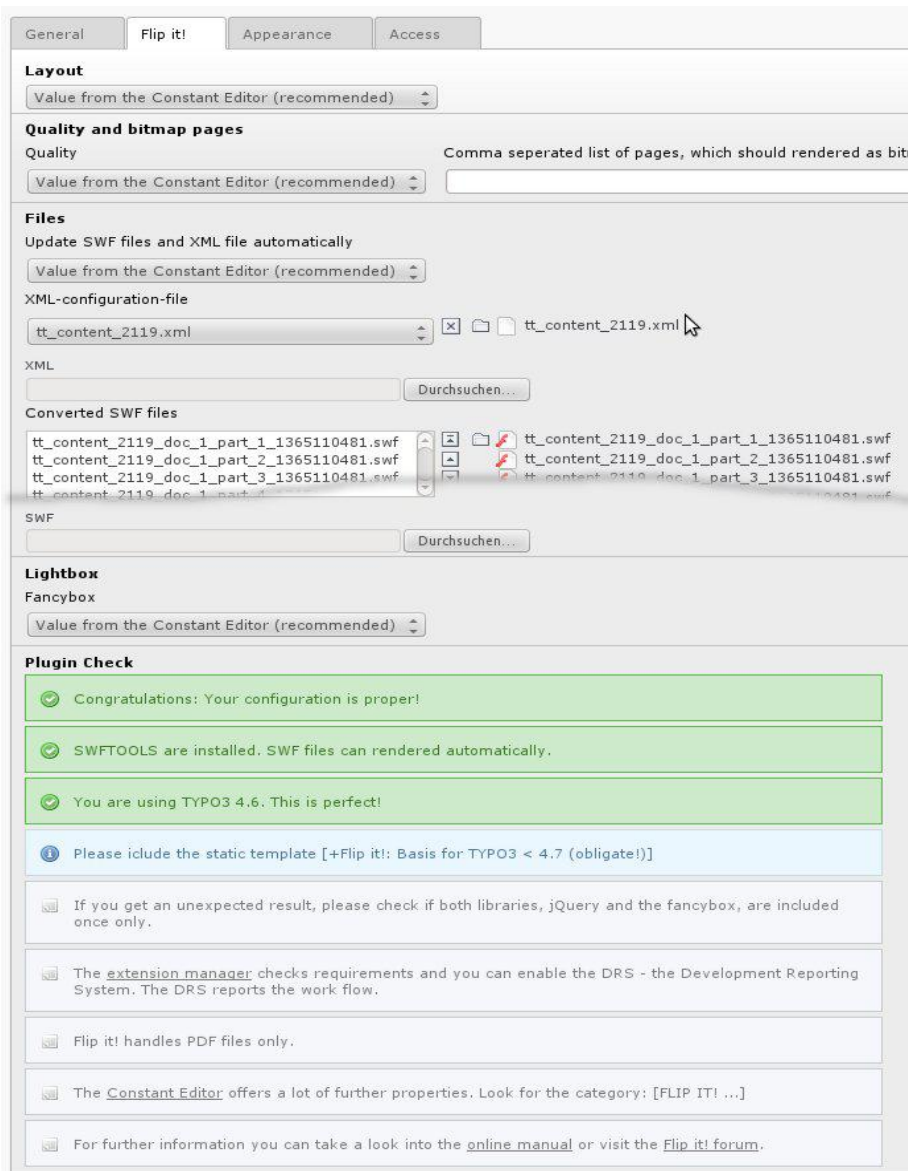 General
Flip it!
Appearance
Access
Layout
Value from the Constant Editor (recommended)
Quality and bitmap pages
Quality
Comma seperated list of pages, which should rendered as bit
Value from the Constant Editor (recommended)
Files
Update SWF files and XML file automatically
Value from the Constant Editor (recommended)
XML-configuration-file
tt_content_2119.xml
tt_content_2119.xml
XML
Durchsuchen...
Converted SWF files
tt_content_2119_doc_1_part_1_1365110481.swf
tt_content_2119_doc_1_part_1_1365110481.swf
tt_content_2119_doc_1_part_2_1365110481.swf
tt_content_2119_doc_1_part_2_1365110481.swf
tt_content_2119_doc_1_part_3_1365110481.swf
tt_content_2119_doc_1_part_3_1365110481.swf
SWF
Durchsuchen...
Lightbox
Fancybox
Value from the Constant Editor (recommended)
Plugin Check
Congratulations: Your configuration is proper!
SWFTOOLS are installed. SWF files can rendered automatically.
You are using TYPO3 4.6. This is perfect!
Please iclude the static template [+Flip it!: Basis for TYPO3 < 4.7 (obligate!)]
If you get an unexpected result, please check if both libraries, jQuery and the fancybox, are included
once only.
The extension manager checks requirements and you can enable the DRS - the Development Reporting
System. The DRS reports the work flow.
Flip it! handles PDF files only.
The Constant Editor offers a lot of further properties. Look for the category: [FLIP IT! ...]
For further information you can take a look into the online manual or visit the Flip it! forum.